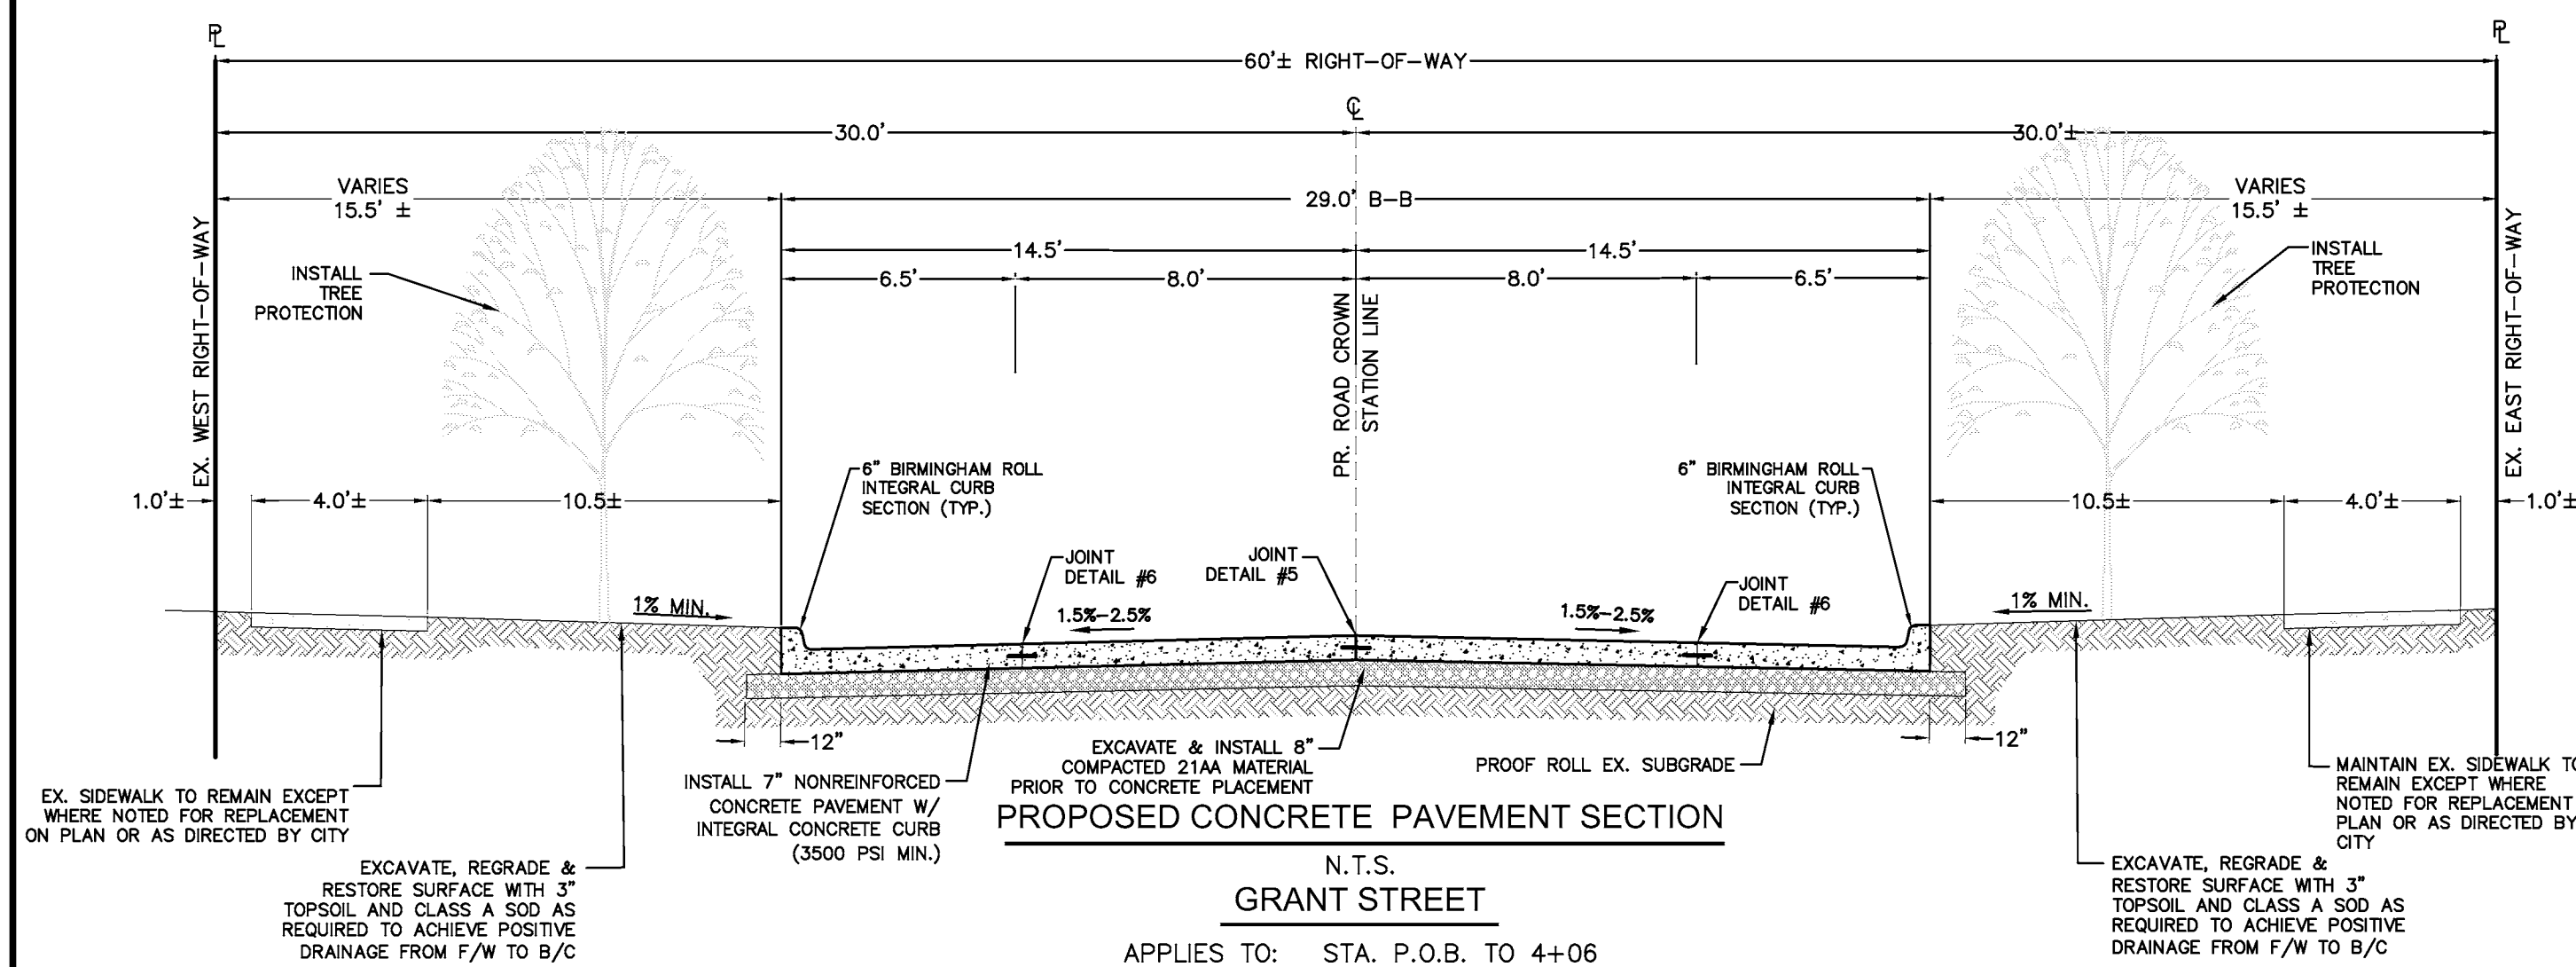 PL
PL
60'± RIGHT-OF-WAY
CL
30.0'
30.0'±
VARIES
15.5' ±
29.0' B-B
VARIES
15.5' ±
14.5'
14.5'
6.5'
8.0'
8.0'
6.5'
INSTALL
TREE
PROTECTION
INSTALL
TREE
PROTECTION
EX. WEST RIGHT-OF-WAY
PR. ROAD CROWN
STATION LINE
EX. EAST RIGHT-OF-WAY
6" BIRMINGHAM ROLL
INTEGRAL CURB
SECTION (TYP.)
6" BIRMINGHAM ROLL
INTEGRAL CURB
SECTION (TYP.)
1.0'±
4.0'±
10.5±
10.5±
4.0'±
1.0'±
JOINT
DETAIL #6
JOINT
DETAIL #5
JOINT
DETAIL #6
1% MIN.
1.5%-2.5%
1.5%-2.5%
1% MIN.
12"
12"
EX. SIDEWALK TO REMAIN EXCEPT
WHERE NOTED FOR REPLACEMENT
ON PLAN OR AS DIRECTED BY CITY
EXCAVATE, REGRADE &
RESTORE SURFACE WITH 3"
TOPSOIL AND CLASS A SOD AS
REQUIRED TO ACHIEVE POSITIVE
DRAINAGE FROM F/W TO B/C
INSTALL 7" NONREINFORCED
CONCRETE PAVEMENT W/
INTEGRAL CONCRETE CURB
(3500 PSI MIN.)
EXCAVATE & INSTALL 8"
COMPACTED 21AA MATERIAL
PRIOR TO CONCRETE PLACEMENT
PROOF ROLL EX. SUBGRADE
MAINTAIN EX. SIDEWALK TO
REMAIN EXCEPT WHERE
NOTED FOR REPLACEMENT
PLAN OR AS DIRECTED BY
CITY
EXCAVATE, REGRADE &
RESTORE SURFACE WITH 3"
TOPSOIL AND CLASS A SOD AS
REQUIRED TO ACHIEVE POSITIVE
DRAINAGE FROM F/W TO B/C
PROPOSED CONCRETE PAVEMENT SECTION
N.T.S.
GRANT STREET
APPLIES TO: STA. P.O.B. TO 4+06